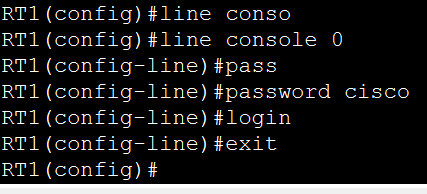 RT1(config)#line conso
RT1(config)#line console 0
RT1(config-line)#pass
RT1(config-line)#password cisco
RT1(config-line)#login
RT1(config-line)#exit
RT1(config)#